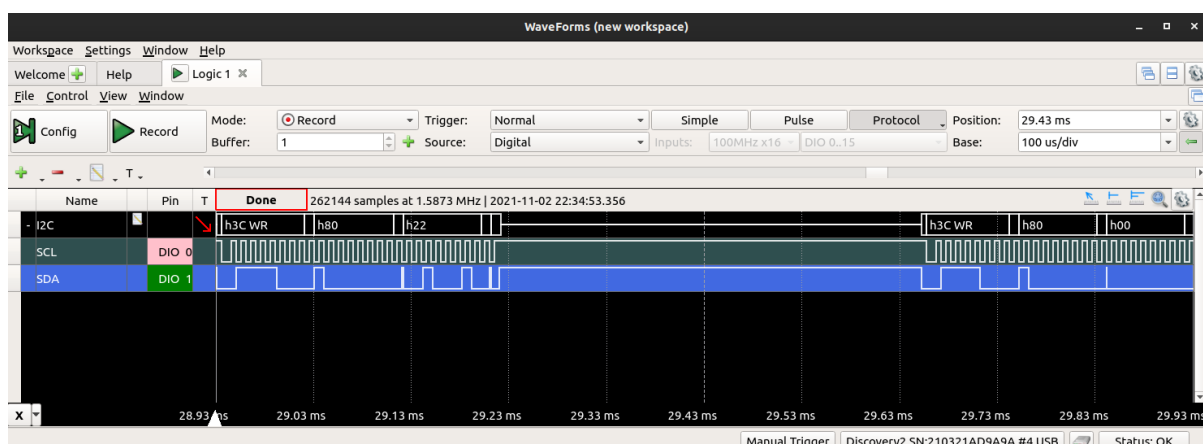 WaveForms (new workspace)
Workspace Settings Window Help
Welcome Help Logic 1
File Control View Window
Config Record Mode: Record Trigger: Normal Simple Pulse Protocol Position: 29.43 ms
Buffer: 1 Source: Digital Inputs: 100MHz x16 DIO 0..15 Base: 100 us/div
T
Name Pin T Done 262144 samples at 1.5873 MHz | 2021-11-02 22:34:53.356
- I2C h3C WR h80 h22 h3C WR h80 h00
SCL DIO 0
SDA DIO 1
X 28.93 ms 29.03 ms 29.13 ms 29.23 ms 29.33 ms 29.43 ms 29.53 ms 29.63 ms 29.73 ms 29.83 ms 29.93 ms
Manual Trigger Discovery2 SN:210321AD9A9A #4 USB Status: OK